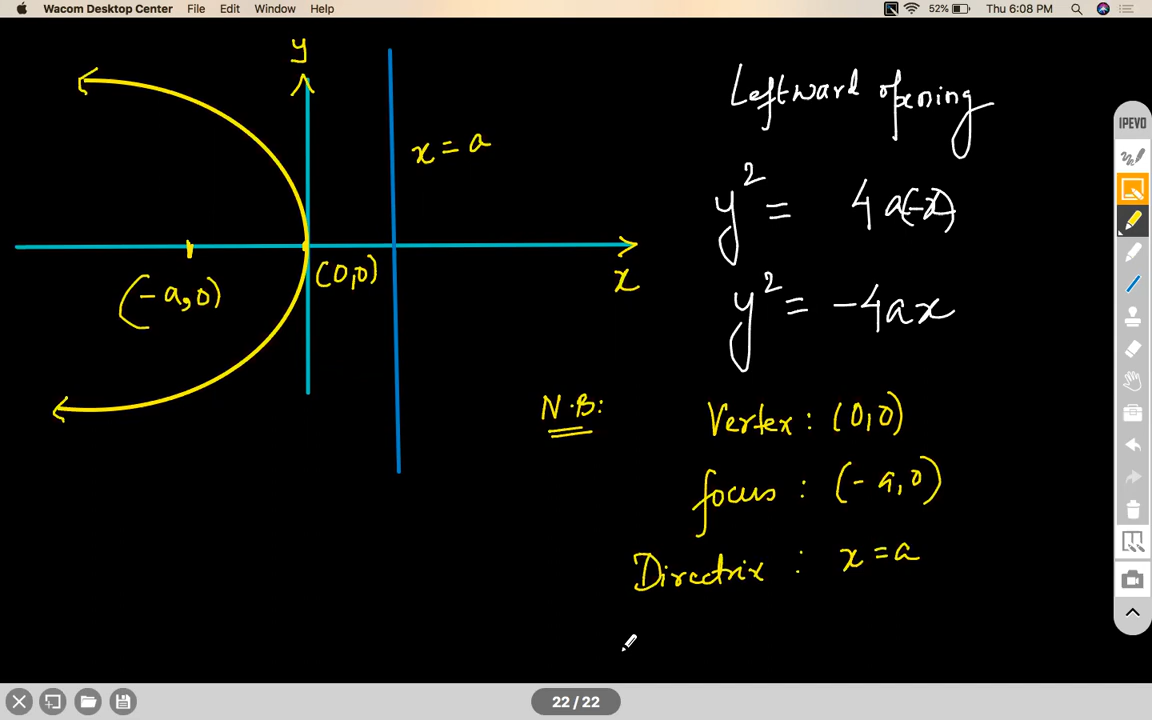 Wacom Desktop Center File Edit Window Help 52% Thu 6:08 PM
y
x = a
(0,0)
x
(-a,0)
Leftward opening
y² = 4a(-x)
y² = -4ax
N.B:
Vertex : (0,0)
focus : (-a,0)
Directrix : x = a
IPEVO
22 / 22